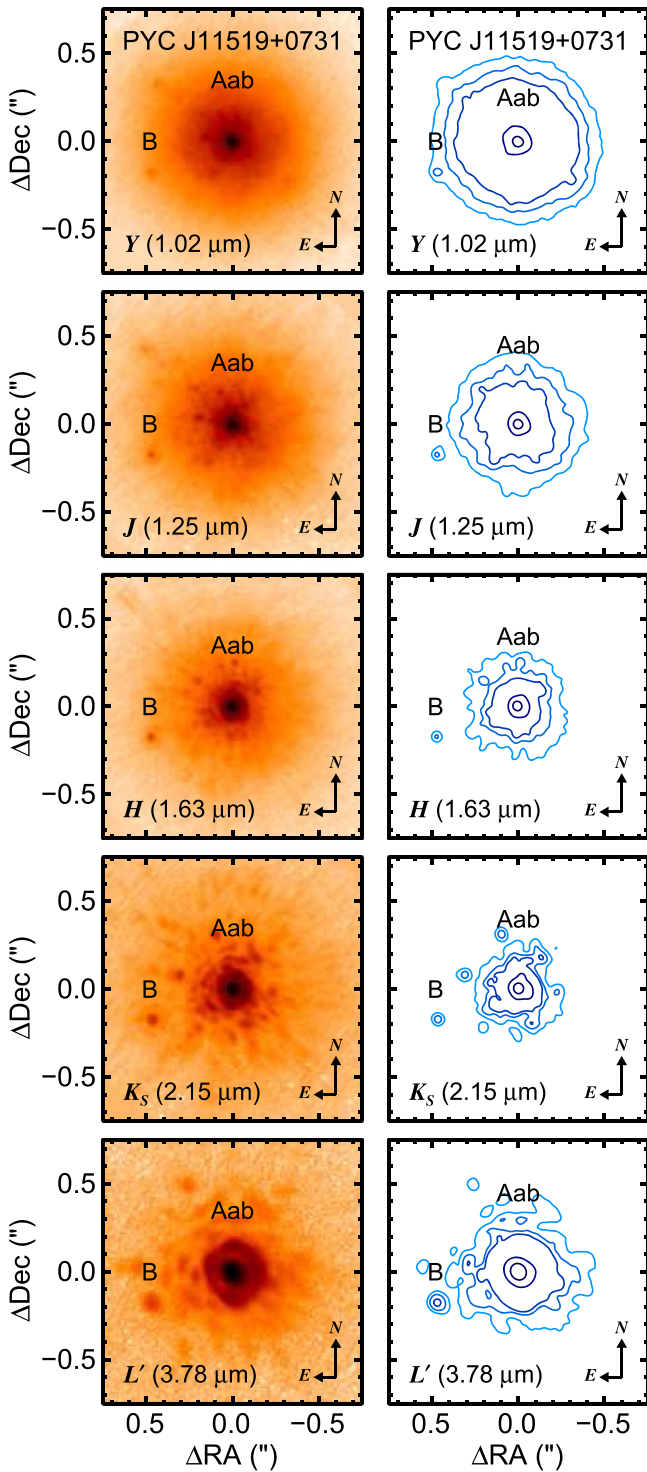 PYC J11519+0731
PYC J11519+0731
0.5
Aab
Aab
ΔDec (")
0.0
B
B
−0.5
N
N
Y (1.02 μm)
E
Y (1.02 μm)
E
0.5
Aab
Aab
ΔDec (")
0.0
B
B
−0.5
N
N
J (1.25 μm)
E
J (1.25 μm)
E
0.5
Aab
Aab
ΔDec (")
0.0
B
B
−0.5
N
N
H (1.63 μm)
E
H (1.63 μm)
E
0.5
Aab
Aab
ΔDec (")
0.0
B
B
−0.5
N
N
K_S (2.15 μm)
E
K_S (2.15 μm)
E
0.5
Aab
Aab
ΔDec (")
0.0
B
B
−0.5
N
N
L′ (3.78 μm)
E
L′ (3.78 μm)
E
0.5 0.0 −0.5
0.5 0.0 −0.5
ΔRA (")
ΔRA (")